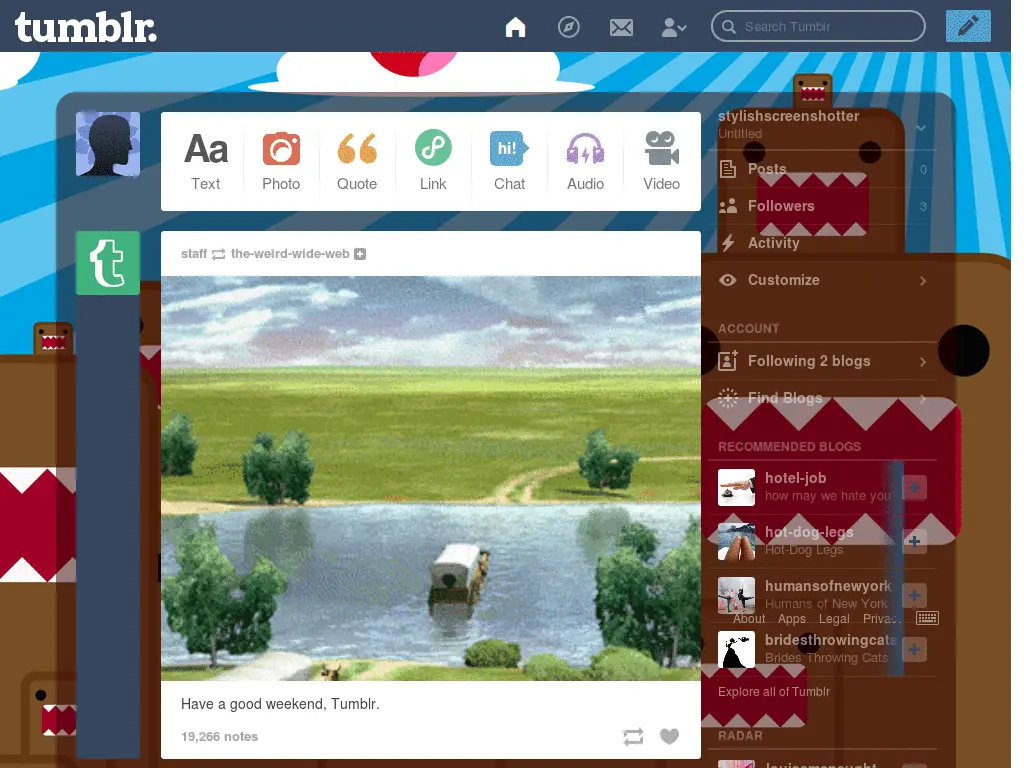 tumblr.
Search Tumblr
Aa
Text
Photo
Quote
Link
hi!
Chat
Audio
Video
stylishscreenshotter
Untitled
Posts 0
Followers 3
Activity
Customize
ACCOUNT
Following 2 blogs
Find Blogs
RECOMMENDED BLOGS
hotel-job
how may we hate you
hot-dog-legs
Hot-Dog Legs
humansofnewyork
Humans of New York
About Apps Legal
bridesthrowingcats
Brides Throwing Cats
Explore all of Tumblr
RADAR
t
staff the-weird-wide-web
Have a good weekend, Tumblr.
19,266 notes